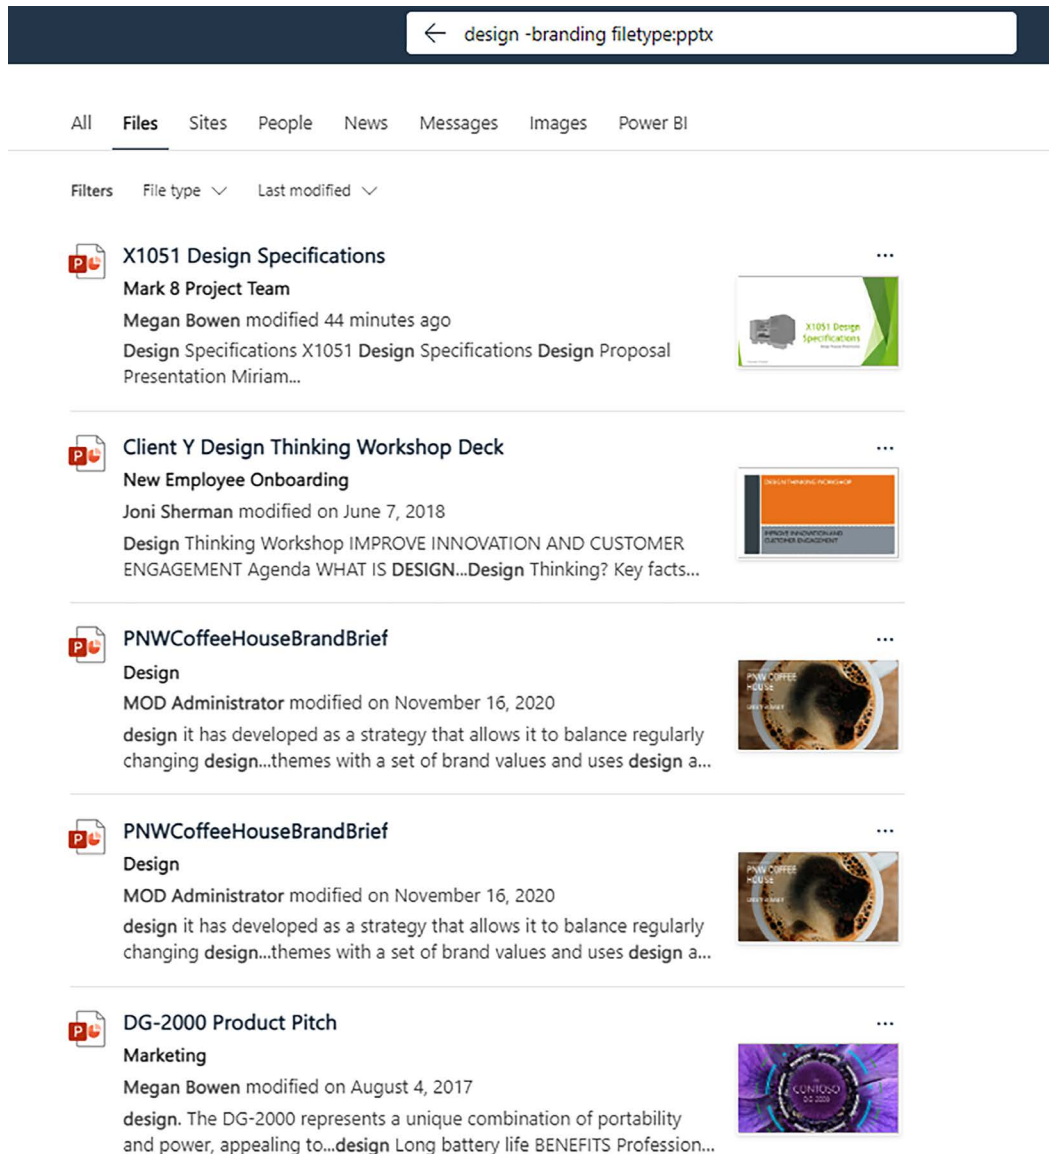 design -branding filetype:pptx
All Files Sites People News Messages Images Power BI
Filters File type Last modified
X1051 Design Specifications
Mark 8 Project Team
Megan Bowen modified 44 minutes ago
Design Specifications X1051 Design Specifications Design Proposal
Presentation Miriam...
X1051 Design
Specifications
Client Y Design Thinking Workshop Deck
New Employee Onboarding
Joni Sherman modified on June 7, 2018
Design Thinking Workshop IMPROVE INNOVATION AND CUSTOMER
ENGAGEMENT Agenda WHAT IS DESIGN...Design Thinking? Key facts...
DESIGN THINKING WORKSHOP
IMPROVE INNOVATION AND
CUSTOMER ENGAGEMENT
PNWCoffeeHouseBrandBrief
Design
MOD Administrator modified on November 16, 2020
design it has developed as a strategy that allows it to balance regularly
changing design...themes with a set of brand values and uses design a...
PNW COFFEE
HOUSE
PNWCoffeeHouseBrandBrief
Design
MOD Administrator modified on November 16, 2020
design it has developed as a strategy that allows it to balance regularly
changing design...themes with a set of brand values and uses design a...
PNW COFFEE
HOUSE
DG-2000 Product Pitch
Marketing
Megan Bowen modified on August 4, 2017
design. The DG-2000 represents a unique combination of portability
and power, appealing to...design Long battery life BENEFITS Profession...
CONTOSO
DG-2000